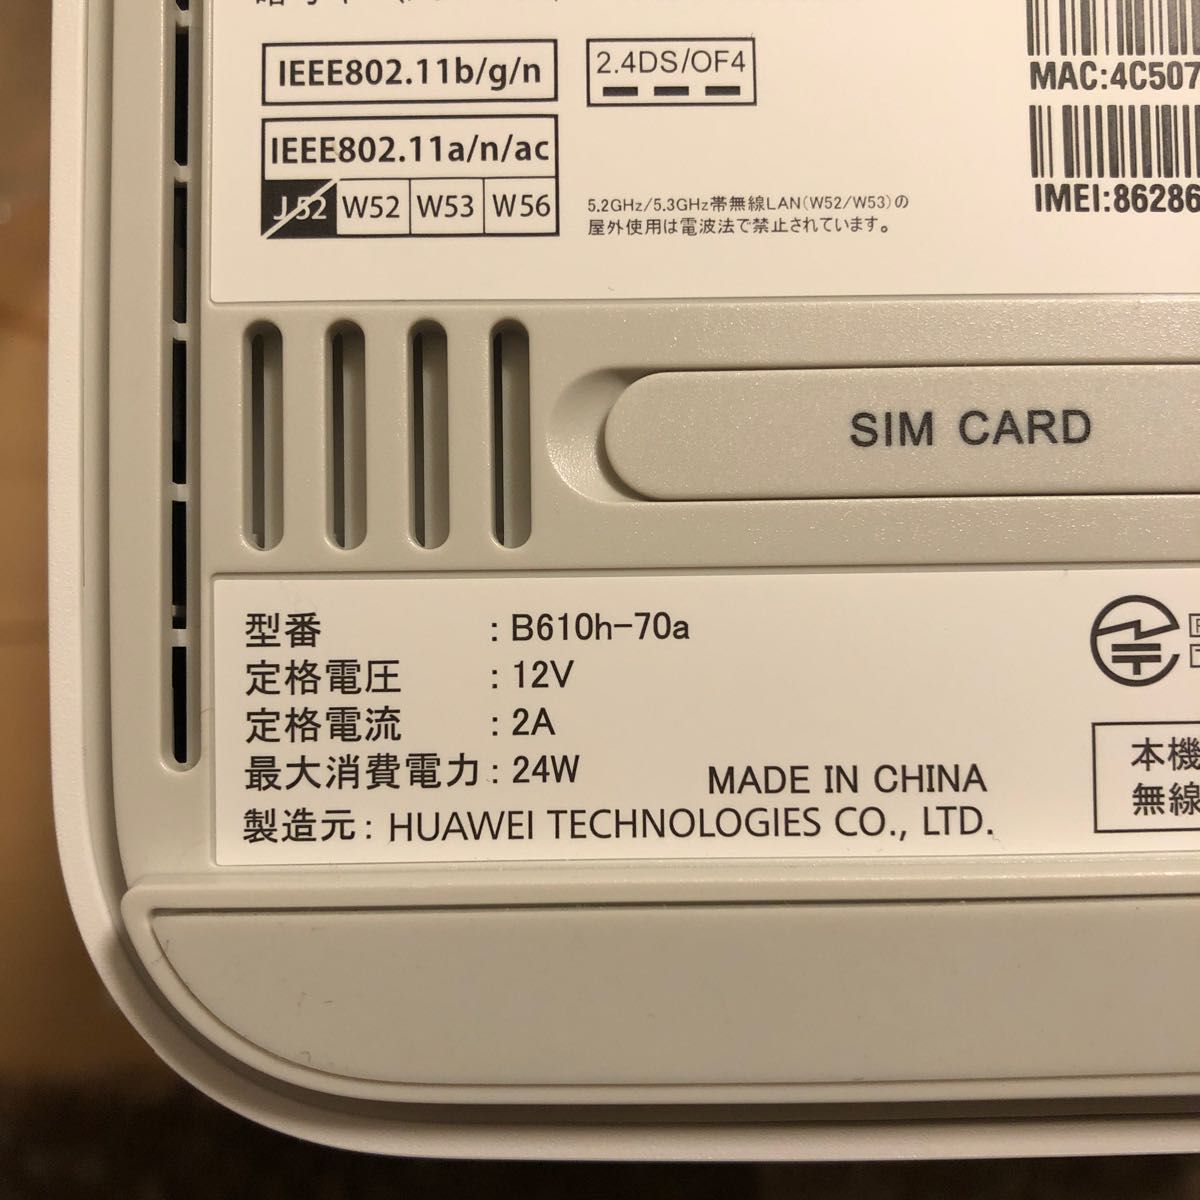 IEEE802.11b/g/n
2.4DS/OF4
IEEE802.11a/n/ac
J52 W52 W53 W56
5.2GHz/5.3GHz帯無線LAN(W52/W53)の
屋外使用は電波法で禁止されています。
MAC:4C507
IMEI:86286
SIM CARD
型番 : B610h-70a
定格電圧 : 12V
定格電流 : 2A
最大消費電力 : 24W
MADE IN CHINA
製造元: HUAWEI TECHNOLOGIES CO., LTD.
本機
無線